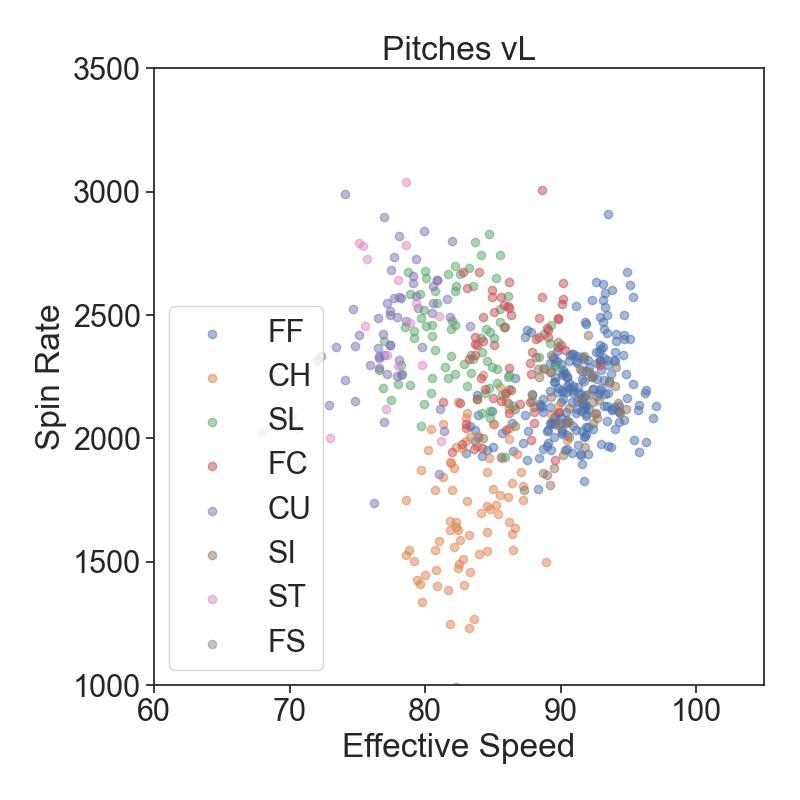 Pitches vL
3500
3000
2500
2000
1500
1000
Spin Rate
FF
CH
SL
FC
CU
SI
ST
FS
60 70 80 90 100
Effective Speed